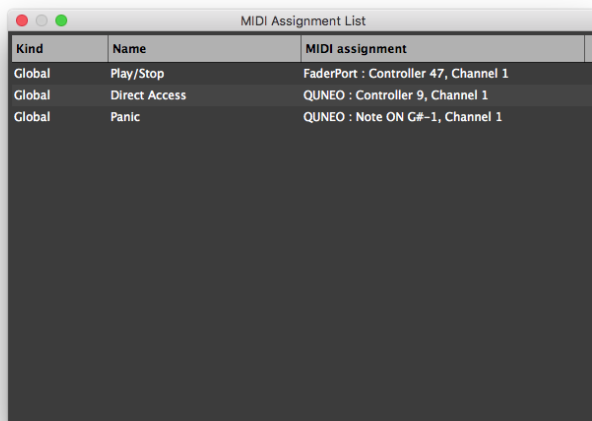 MIDI Assignment List
Kind Name MIDI assignment
Global Play/Stop FaderPort : Controller 47, Channel 1
Global Direct Access QUNEO : Controller 9, Channel 1
Global Panic QUNEO : Note ON G#-1, Channel 1